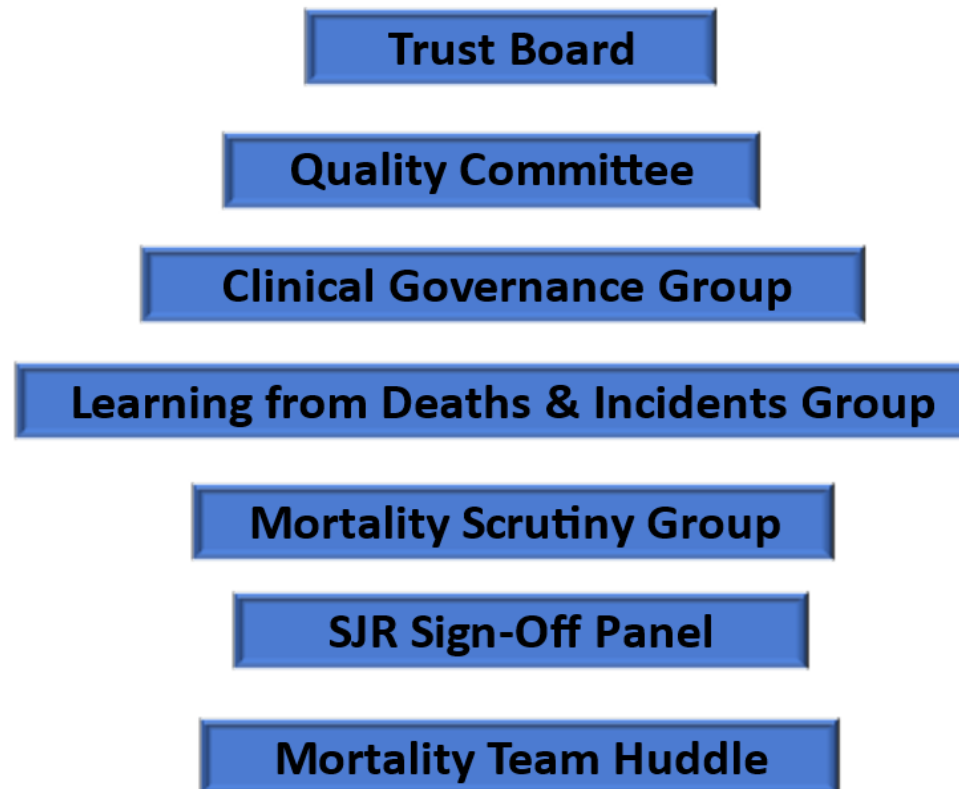 Trust Board
Quality Committee
Clinical Governance Group
Learning from Deaths & Incidents Group
Mortality Scrutiny Group
SJR Sign-Off Panel
Mortality Team Huddle